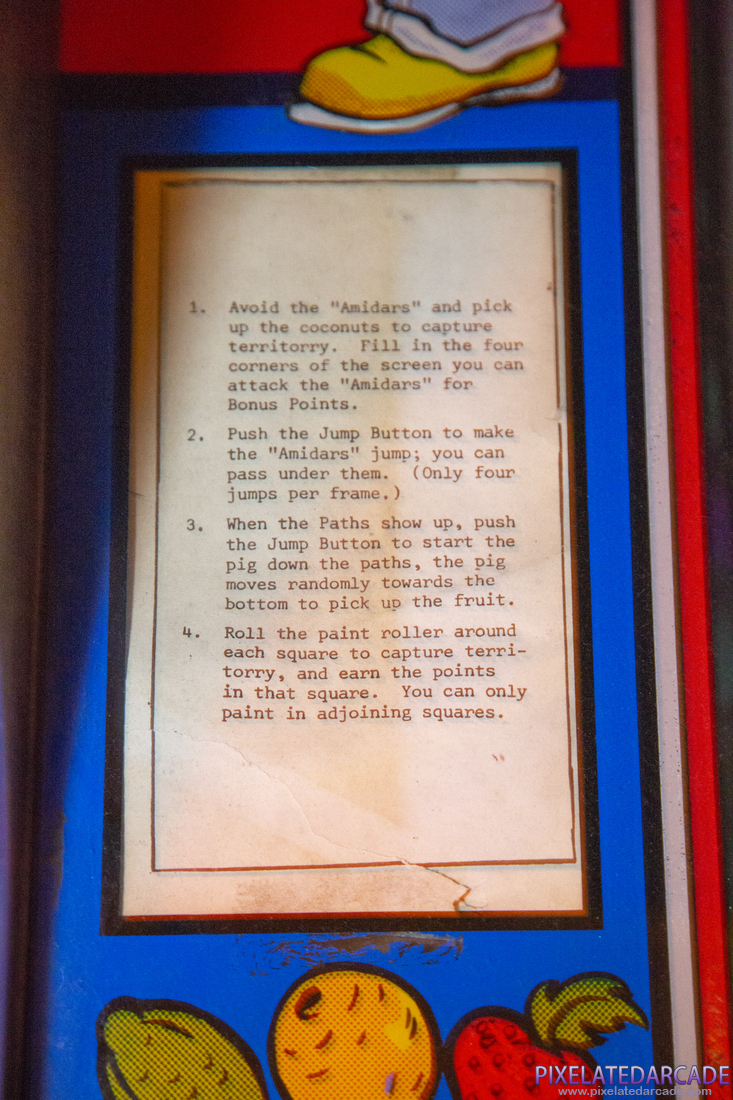 1. Avoid the "Amidars" and pick
up the coconuts to capture
territorry. Fill in the four
corners of the screen you can
attack the "Amidars" for
Bonus Points.
2. Push the Jump Button to make
the "Amidars" jump; you can
pass under them. (Only four
jumps per frame.)
3. When the Paths show up, push
the Jump Button to start the
pig down the paths, the pig
moves randomly towards the
bottom to pick up the fruit.
4. Roll the paint roller around
each square to capture terri-
torry, and earn the points
in that square. You can only
paint in adjoining squares.
PIXELATEDARCADE
www.pixelatedarcade.com